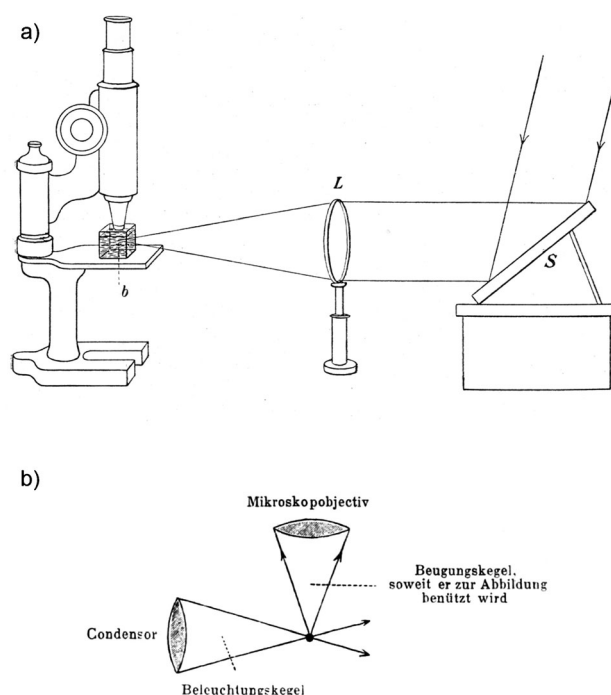 a)
L
S
b
b)
Mikroskopobjectiv
Beugungskegel,
soweit er zur Abbildung
benützt wird
Condensor
Beleuchtungskegel